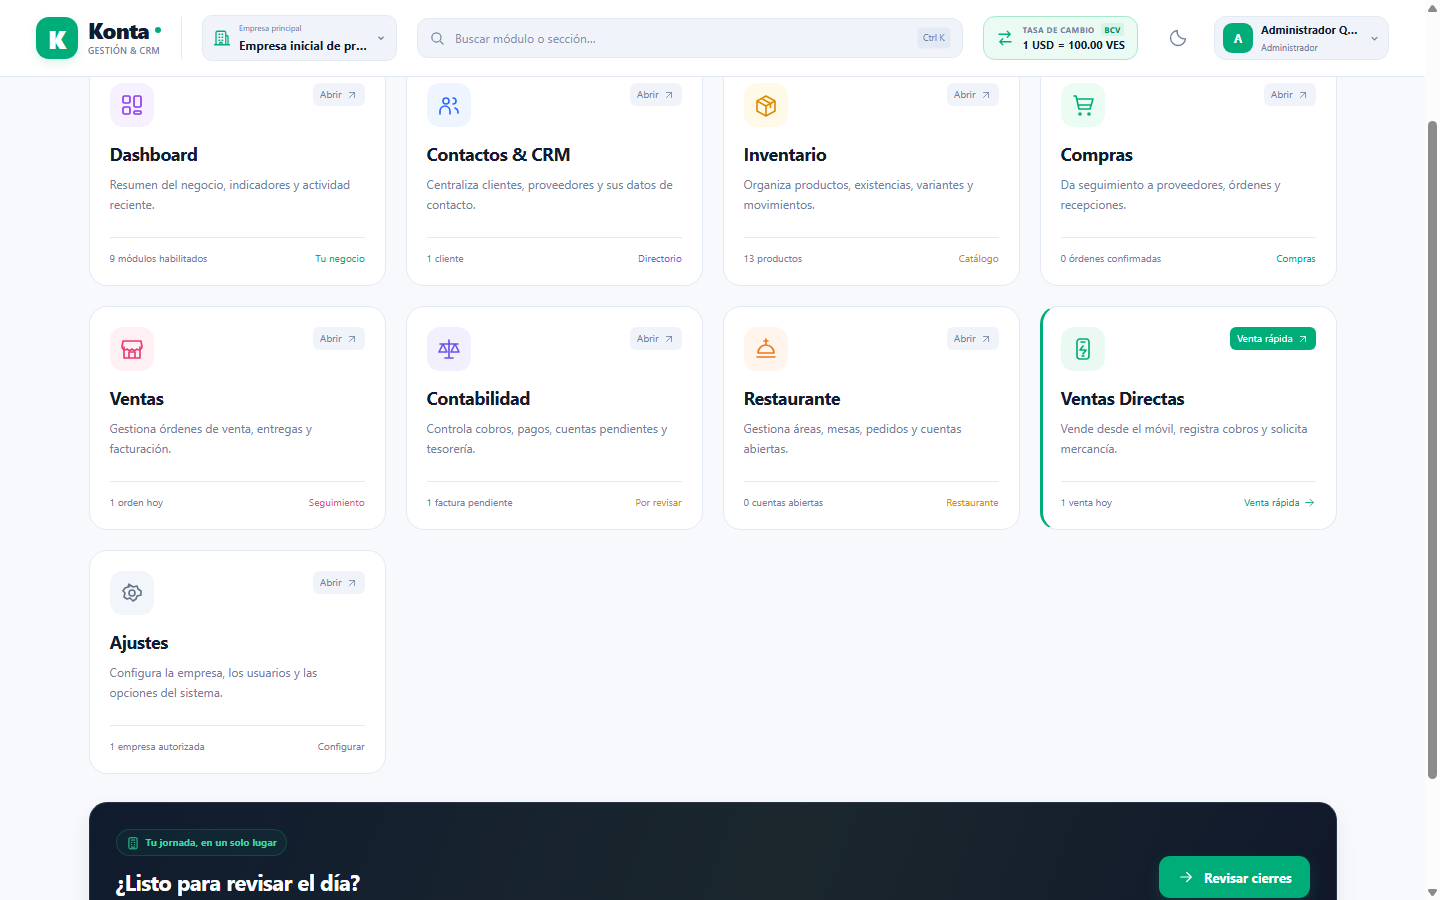 K
Konta
GESTIÓN & CRM
Empresa principal
Empresa inicial de pr...
Buscar módulo o sección...
Ctrl K
TASA DE CAMBIO BCV
1 USD = 100.00 VES
A
Administrador Q...
Administrador
Abrir
Dashboard
Resumen del negocio, indicadores y actividad
reciente.
9 módulos habilitados
Tu negocio
Abrir
Contactos & CRM
Centraliza clientes, proveedores y sus datos de
contacto.
1 cliente
Directorio
Abrir
Inventario
Organiza productos, existencias, variantes y
movimientos.
13 productos
Catálogo
Abrir
Compras
Da seguimiento a proveedores, órdenes y
recepciones.
0 órdenes confirmadas
Compras
Abrir
Ventas
Gestiona órdenes de venta, entregas y
facturación.
1 orden hoy
Seguimiento
Abrir
Contabilidad
Controla cobros, pagos, cuentas pendientes y
tesorería.
1 factura pendiente
Por revisar
Abrir
Restaurante
Gestiona áreas, mesas, pedidos y cuentas
abiertas.
0 cuentas abiertas
Restaurante
Venta rápida
Ventas Directas
Vende desde el móvil, registra cobros y solicita
mercancía.
1 venta hoy
Venta rápida
Abrir
Ajustes
Configura la empresa, los usuarios y las
opciones del sistema.
1 empresa autorizada
Configurar
Tu jornada, en un solo lugar
¿Listo para revisar el día?
Revisar cierres